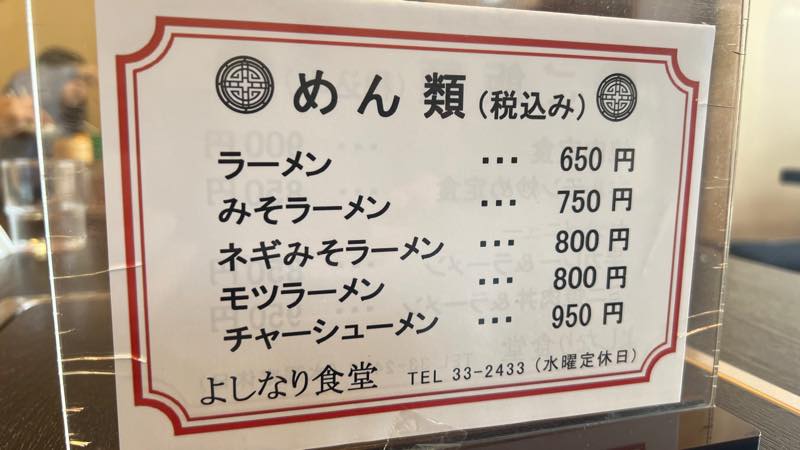 めん類(税込み)
ラーメン ･･･ 650円
みそラーメン ･･･ 750円
ネギみそラーメン ･･･ 800円
モツラーメン ･･･ 800円
チャーシューメン ･･･ 950円
よしなり食堂 TEL 33-2433（水曜定休日）